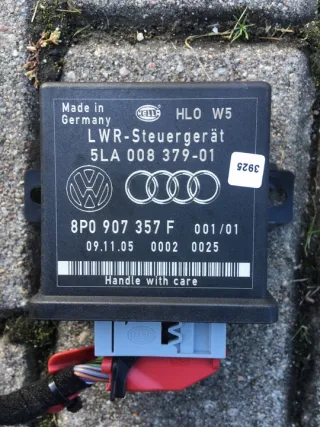 Made in
Germany
HELLA
HLO W5
LWR-Steuergerät
5LA 008 379-01
3925
8P0 907 357 F 001/01
09.11.05 0002 0025
Handle with care